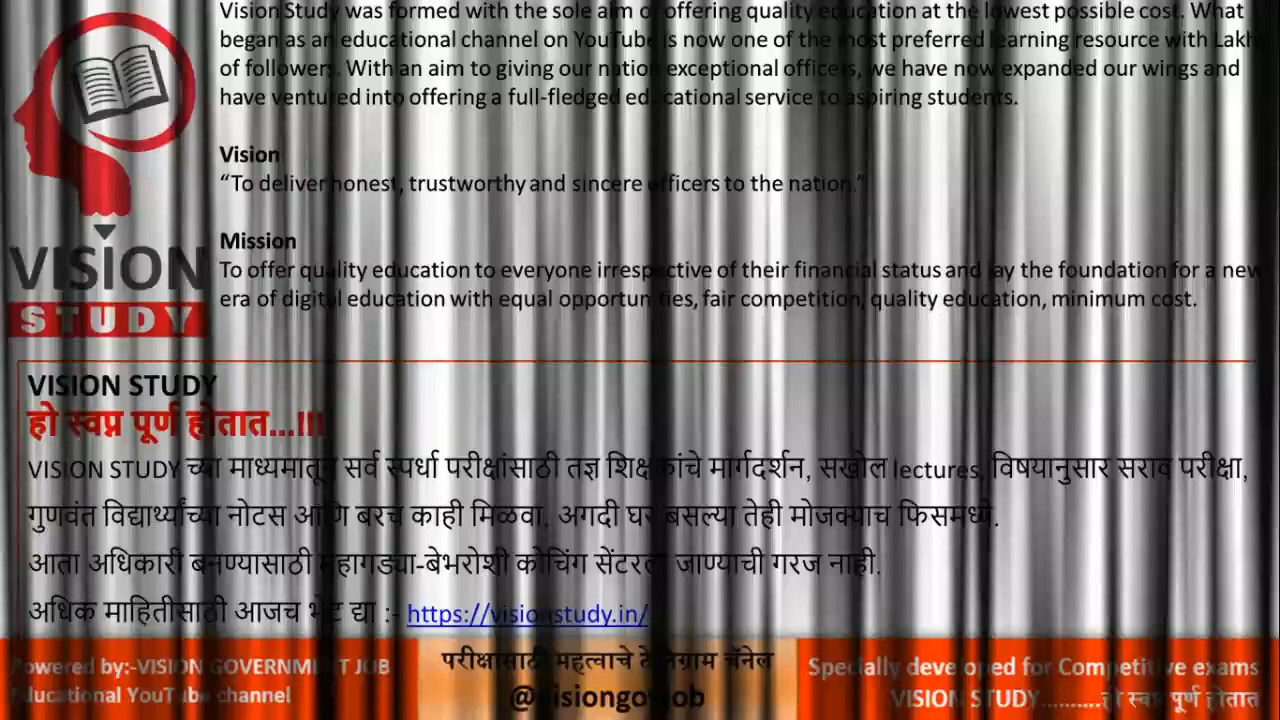 Vision Study was formed with the sole aim of offering quality education at the lowest possible cost. What
began as an educational channel on YouTube is now one of the most preferred learning resource with Lakh
of followers. With an aim to giving our nation exceptional officers, we have now expanded our wings and
have ventured into offering a full-fledged educational service to aspiring students.
Vision
“To deliver honest, trustworthy and sincere officers to the nation.”
Mission
To offer quality education to everyone irrespective of their financial status and lay the foundation for a new
era of digital education with equal opportunities, fair competition, quality education, minimum cost.
VISION
STUDY
VISION STUDY
हो स्वप्न पूर्ण होतात...!!!
VISION STUDY च्या माध्यमातून सर्व स्पर्धा परीक्षांसाठी तज्ञ शिक्षकांचे मार्गदर्शन, सखोल lectures, विषयानुसार सराव परीक्षा,
गुणवंत विद्यार्थ्यांच्या नोटस आणि बरच काही मिळवा, अगदी घर बसल्या तेही मोजक्याच फिसमध्ये.
आता अधिकारी बनण्यासाठी महागड्या-बेभरोशी कोचिंग सेंटरला जाण्याची गरज नाही.
अधिक माहितीसाठी आजच भेट द्या :- https://visionstudy.in/
Powered by:-VISION GOVERNMENT JOB
Educational YouTube channel
परीक्षासाठी महत्वाचे टेलिग्राम चॅनेल
@visiongovjob
Specially developed for Competitive exams
VISION STUDY..........हो स्वप्न पूर्ण होतात